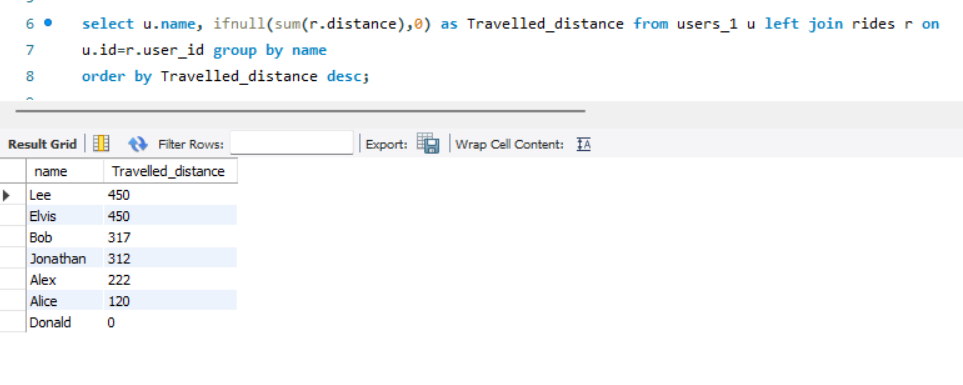 6 select u.name, ifnull(sum(r.distance),0) as Travelled_distance from users_1 u left join rides r on
7 u.id=r.user_id group by name
8 order by Travelled_distance desc;
Result Grid Filter Rows: Export: Wrap Cell Content: IA
name Travelled_distance
Lee 450
Elvis 450
Bob 317
Jonathan 312
Alex 222
Alice 120
Donald 0